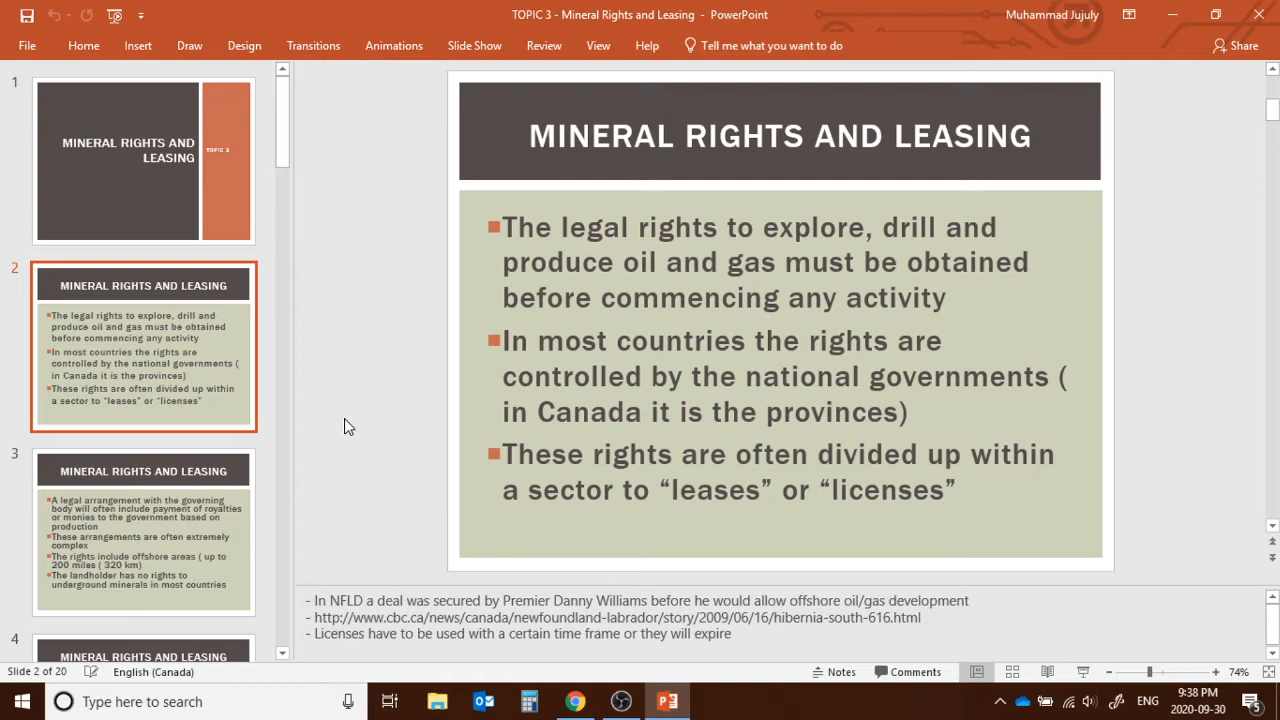 TOPIC 3 - Mineral Rights and Leasing - PowerPoint
Muhammad Jujuly
File Home Insert Draw Design Transitions Animations Slide Show Review View Help Tell me what you want to do Share
1
MINERAL RIGHTS AND
LEASING
TOPIC 3
2
MINERAL RIGHTS AND LEASING
The legal rights to explore, drill and
produce oil and gas must be obtained
before commencing any activity
In most countries the rights are
controlled by the national governments (
in Canada it is the provinces)
These rights are often divided up within
a sector to “leases” or “licenses”
3
MINERAL RIGHTS AND LEASING
A legal arrangement with the governing
body will often include payment of royalties
or monies to the government based on
production
These arrangements are often extremely
complex
The rights include offshore areas ( up to
200 miles ( 320 km)
The landholder has no rights to
underground minerals in most countries
4
MINERAL RIGHTS AND LEASING
MINERAL RIGHTS AND LEASING
The legal rights to explore, drill and
produce oil and gas must be obtained
before commencing any activity
In most countries the rights are
controlled by the national governments (
in Canada it is the provinces)
These rights are often divided up within
a sector to “leases” or “licenses”
- In NFLD a deal was secured by Premier Danny Williams before he would allow offshore oil/gas development
- http://www.cbc.ca/news/canada/newfoundland-labrador/story/2009/06/16/hibernia-south-616.html
- Licenses have to be used with a certain time frame or they will expire
Slide 2 of 20 English (Canada) Notes Comments 74%
Type here to search
ENG
9:38 PM
2020-09-30
5